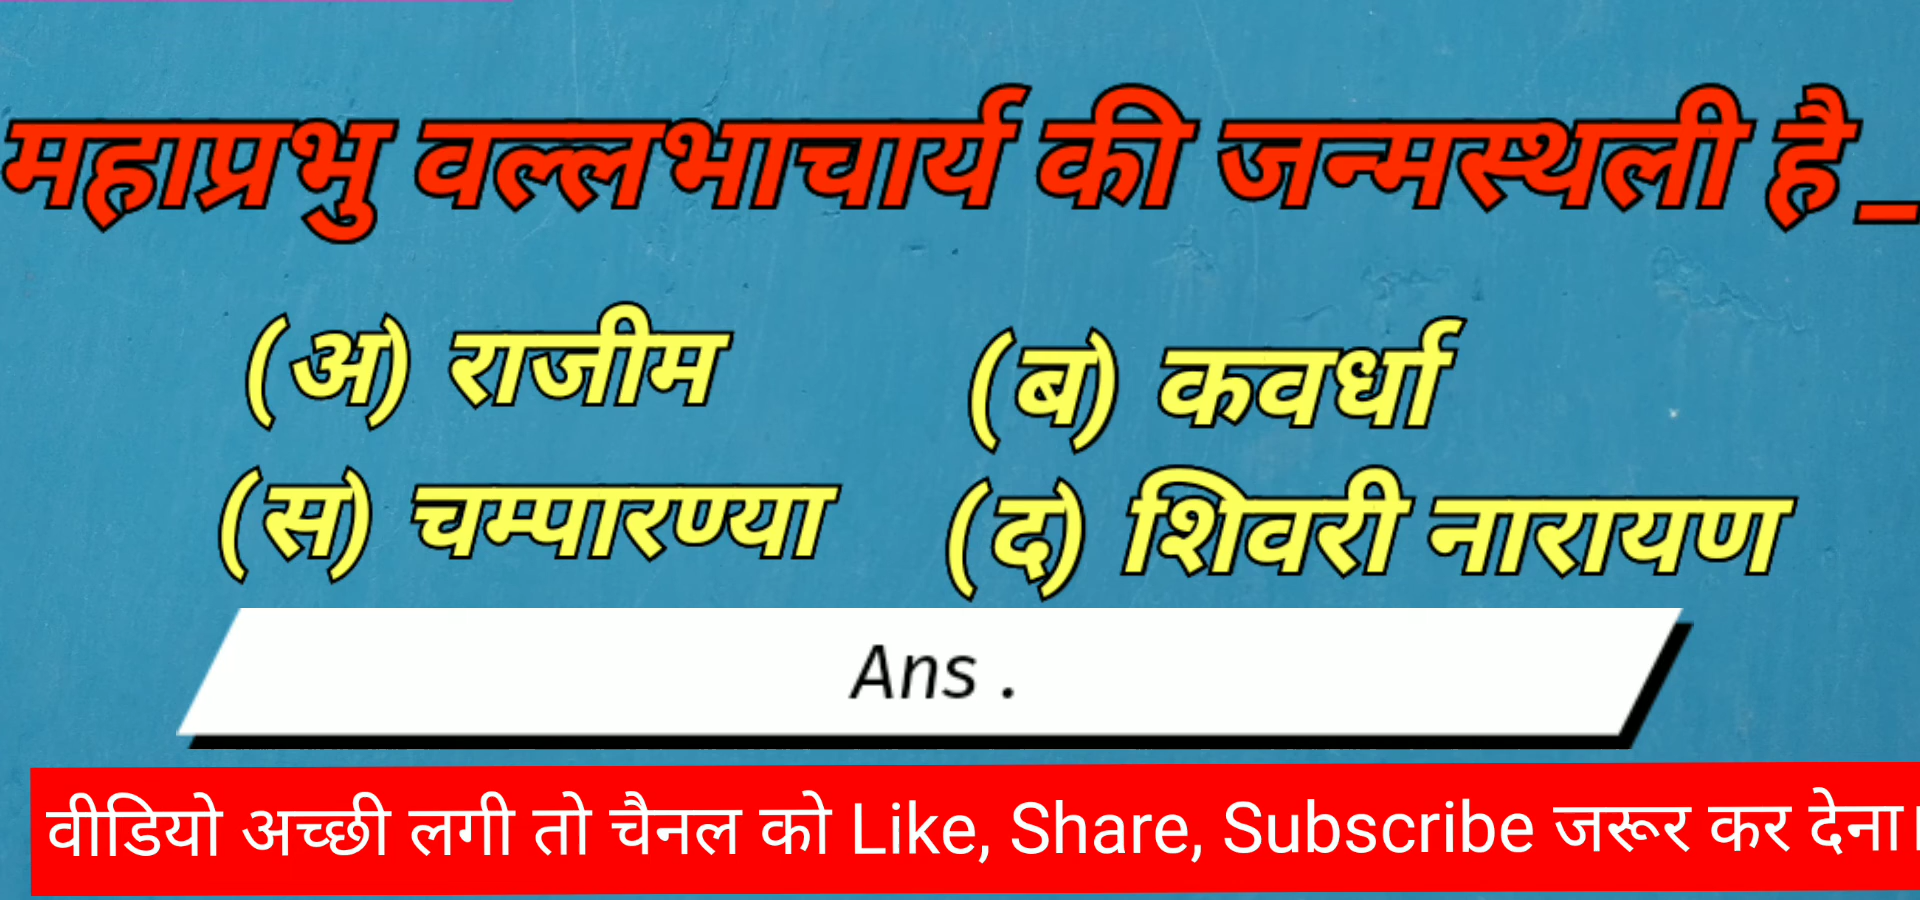 महाप्रभु वल्लभाचार्य की जन्मस्थली है_
(अ) राजीम (ब) कवर्धा
(स) चम्पारण्या (द) शिवरी नारायण
Ans .
वीडियो अच्छी लगी तो चैनल को Like, Share, Subscribe जरूर कर देना।